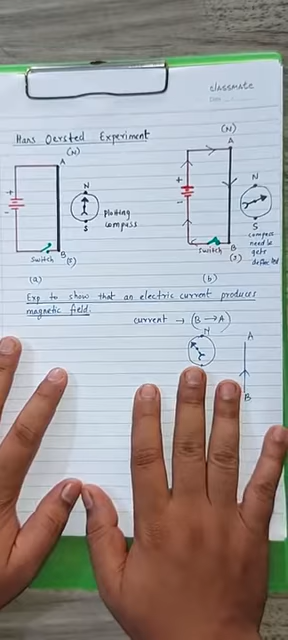 classmate
Date
Hans Oersted Experiment
(N)
A
+
-
N
S
Plotting
compass
Switch
B
(S)
(a)
(N)
A
+
-
N
S
compass
need le
gets
deflected
Switch
B
(S)
(b)
Exp to show that an electric current produces
magnetic field:
current → (B → A)
N
A
B